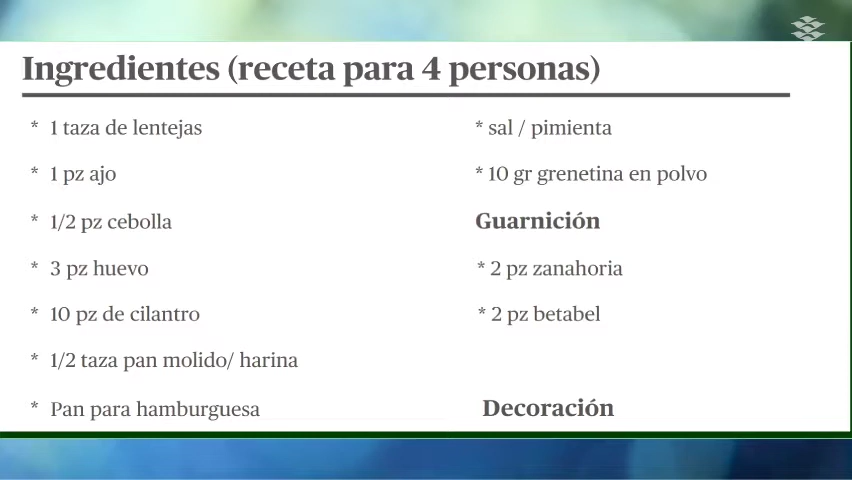 Ingredientes (receta para 4 personas)
* 1 taza de lentejas
* 1 pz ajo
* 1/2 pz cebolla
* 3 pz huevo
* 10 pz de cilantro
* 1/2 taza pan molido/ harina
* Pan para hamburguesa
* sal / pimienta
* 10 gr grenetina en polvo
Guarnición
* 2 pz zanahoria
* 2 pz betabel
Decoración